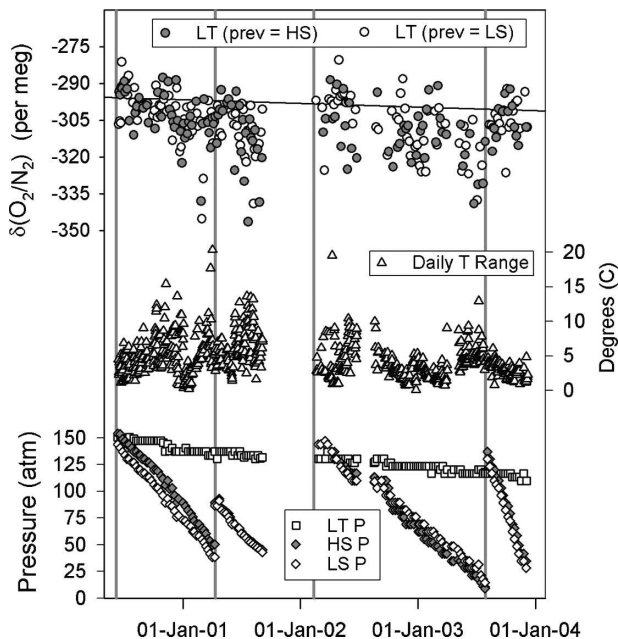 LT (prev = HS) LT (prev = LS)
δ(O₂/N₂) (per meg)
-275
-290
-305
-320
-335
-350
Daily T Range
Degrees (C)
20
15
10
5
0
Pressure (atm)
150
125
100
75
50
25
0
LT P
HS P
LS P
01-Jan-01 01-Jan-02 01-Jan-03 01-Jan-04